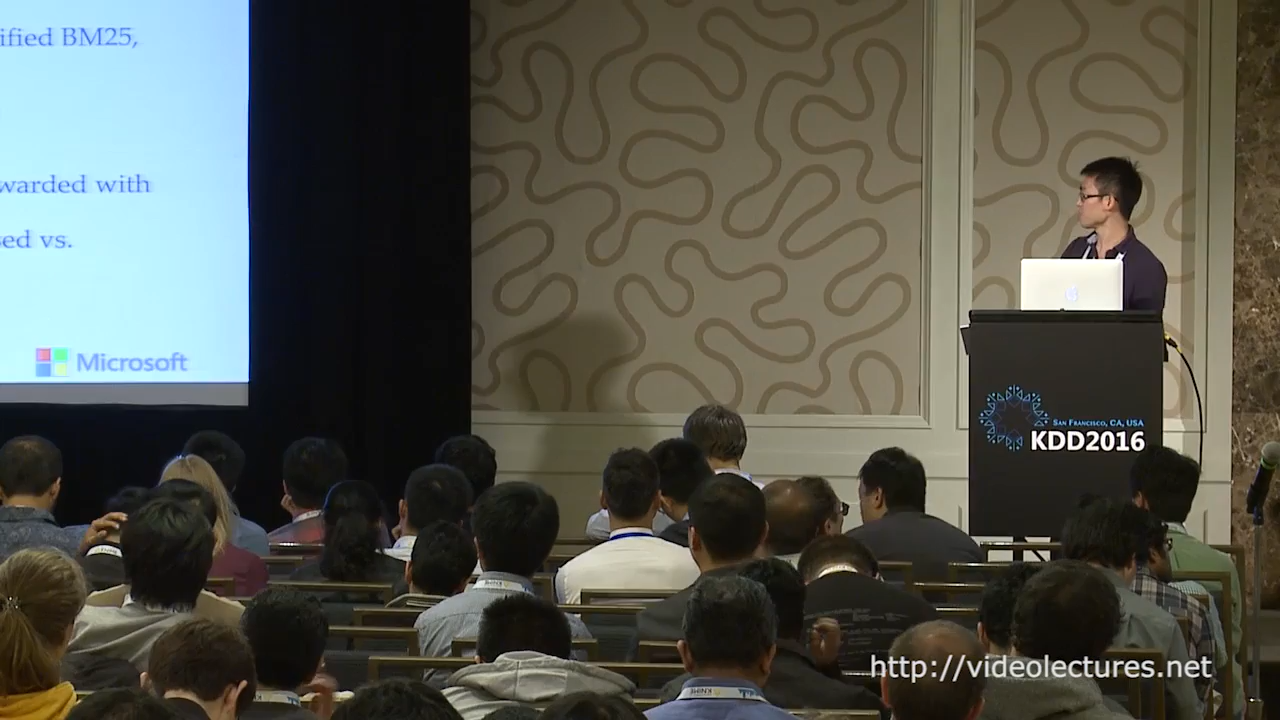 ified BM25,
warded with
sed vs.
Microsoft
San Francisco, CA, USA
KDD2016
http://videolectures.net